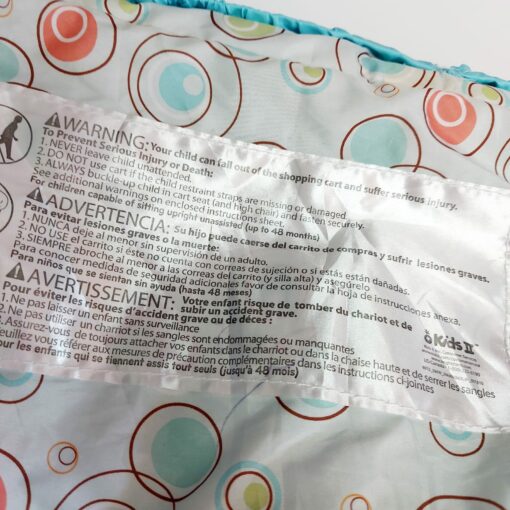 WARNING: Your child can fall out of the shopping cart and suffer serious injury.
To Prevent Serious Injury or Death:
1. NEVER leave child unattended.
2. DO NOT use cart if the child restraint straps are missing or damaged.
3. ALWAYS buckle-up child in cart seat (and high chair) and fasten securely.
See additional warnings on enclosed instructions sheet
For children capable of sitting upright unassisted (up to 48 months)
ADVERTENCIA: Su hijo puede caerse del carrito de compras y sufrir lesiones graves.
Para evitar lesiones graves o la muerte:
1. NUNCA deje al menor sin supervisión de un adulto.
2. NO use el carrito si éste no cuenta con correas de sujeción o si estás están dañadas.
3. SIEMPRE abroche al menor a las correas del carrito (y silla alta) y fije con seguridad.
Para conocer medidas de seguridad adicionales favor de consultar la hoja de instrucciones anexa.
Para niños que se sientan sin ayuda (hasta 48 meses)
AVERTISSEMENT: Votre enfant risque de tomber du chariot et de
subir un accident grave.
Pour éviter les risques d'accident grave ou de décès :
1. Ne pas laisser un enfant sans surveillance
2. Ne pas utiliser un charriot si les sangles sont endommagées ou manquantes
. Assurez-vous de toujours attacher vos enfants dans le charriot ou dans la chaise haute et de serrer les sangles
feuillez vous référer aux mesures de précaution complémentaires dans les instructions ci-jointes
our les enfants qui se tiennent assis tout seuls (jusqu'à 48 mois)
Kids II